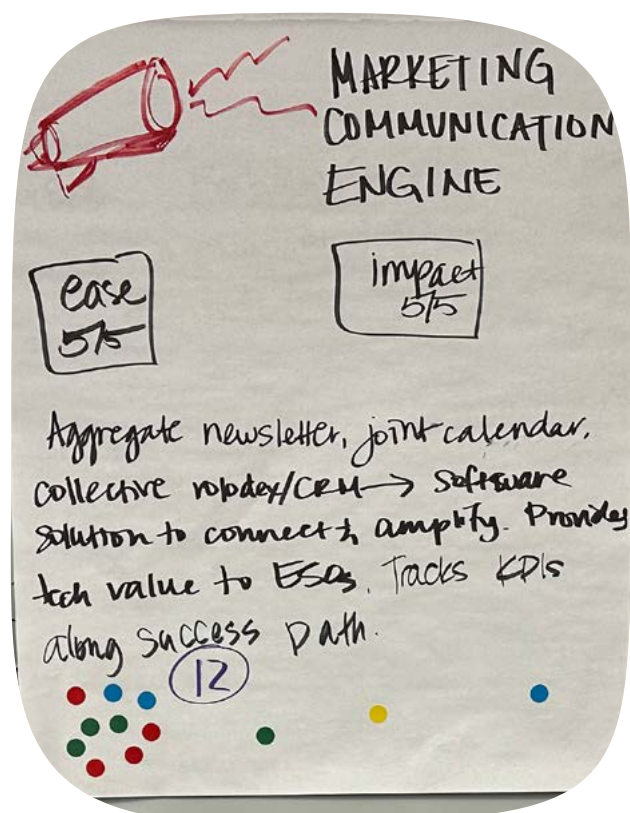 MARKETING
COMMUNICATION
ENGINE
ease
5/5
impact
5/5
Aggregate newsletter, joint calendar,
collective rolodex/CRM → software
solution to connect & amplify. Provides
tech value to ESOs. Tracks KPIs
along success path.
12